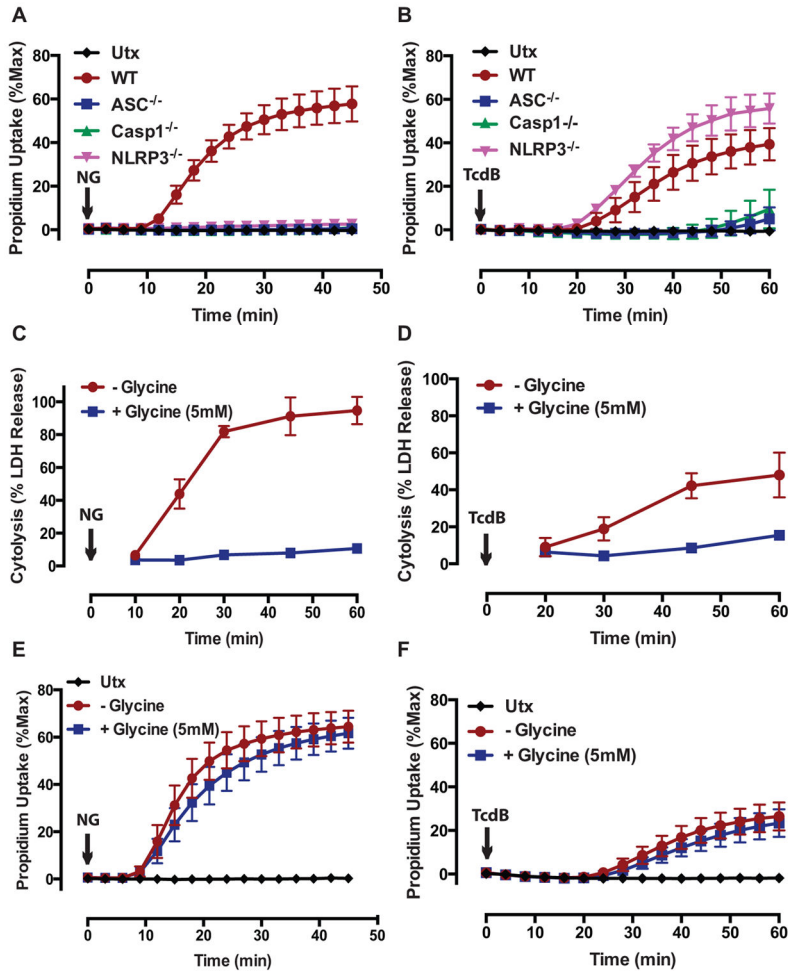 A
Propidium Uptake (%Max)
80
60
40
20
0
Utx
WT
ASC-/-
Casp1-/-
NLRP3-/-
NG
0 10 20 30 40 50
Time (min)
B
Propidium Uptake (%Max)
80
60
40
20
0
Utx
WT
ASC-/-
Casp1-/-
NLRP3-/-
TcdB
0 10 20 30 40 50 60
Time (min)
C
Cytolysis (% LDH Release)
100
80
60
40
20
0
- Glycine
+ Glycine (5mM)
NG
0 10 20 30 40 50 60
Time (min)
D
Cytolysis (% LDH Release)
100
80
60
40
20
0
- Glycine
+ Glycine (5mM)
TcdB
0 10 20 30 40 50 60
Time (min)
E
Propidium Uptake (%Max)
80
60
40
20
0
Utx
- Glycine
+ Glycine (5mM)
NG
0 10 20 30 40 50
Time (min)
F
Propidium Uptake (%Max)
80
60
40
20
0
Utx
- Glycine
+ Glycine (5mM)
TcdB
0 10 20 30 40 50 60
Time (min)